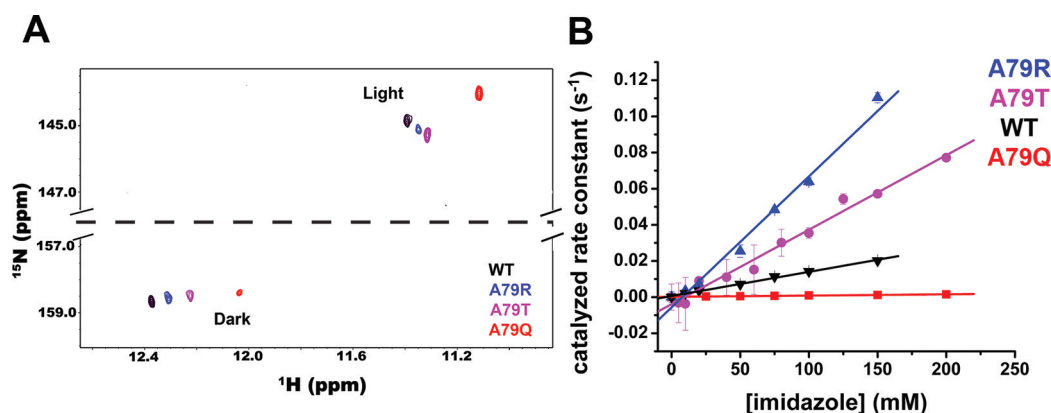 A
Light
145.0
147.0
157.0
159.0
¹⁵N (ppm)
WT
A79R
A79T
A79Q
Dark
12.4
12.0
11.6
11.2
¹H (ppm)
B
A79R
A79T
WT
A79Q
catalyzed rate constant (s⁻¹)
0.12
0.10
0.08
0.06
0.04
0.02
0.00
-0.02
0
50
100
150
200
250
[imidazole] (mM)